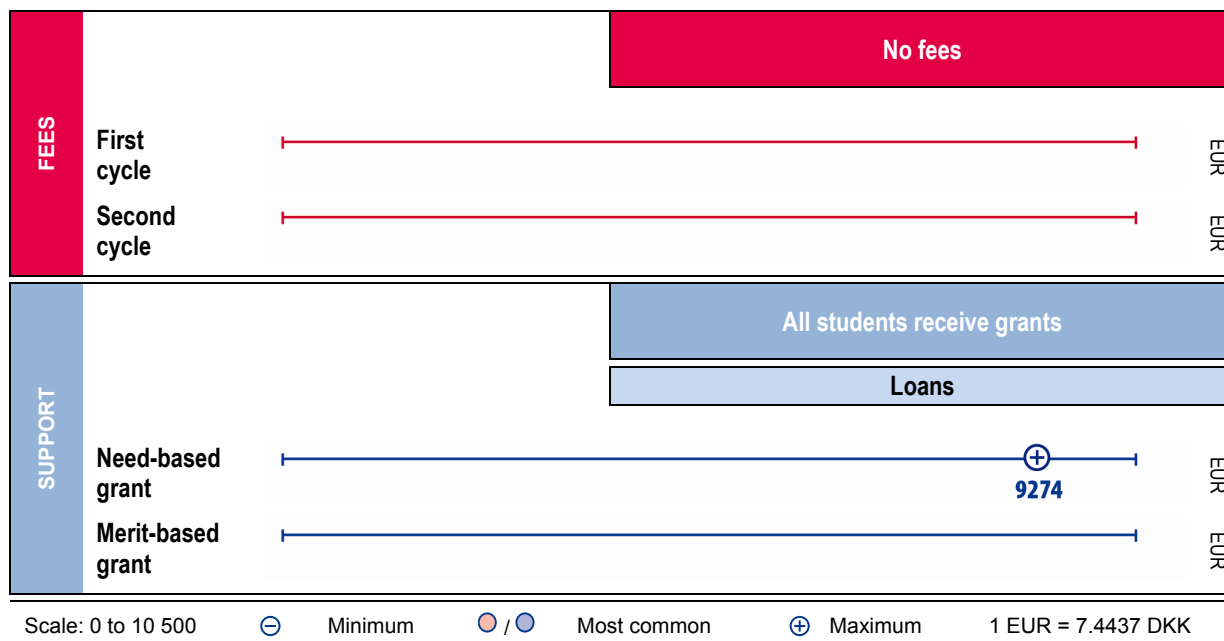 No fees
FEES
First
cycle
EUR
Second
cycle
EUR
All students receive grants
Loans
SUPPORT
Need-based
grant
9274
EUR
Merit-based
grant
EUR
Scale: 0 to 10 500 Minimum / Most common Maximum 1 EUR = 7.4437 DKK